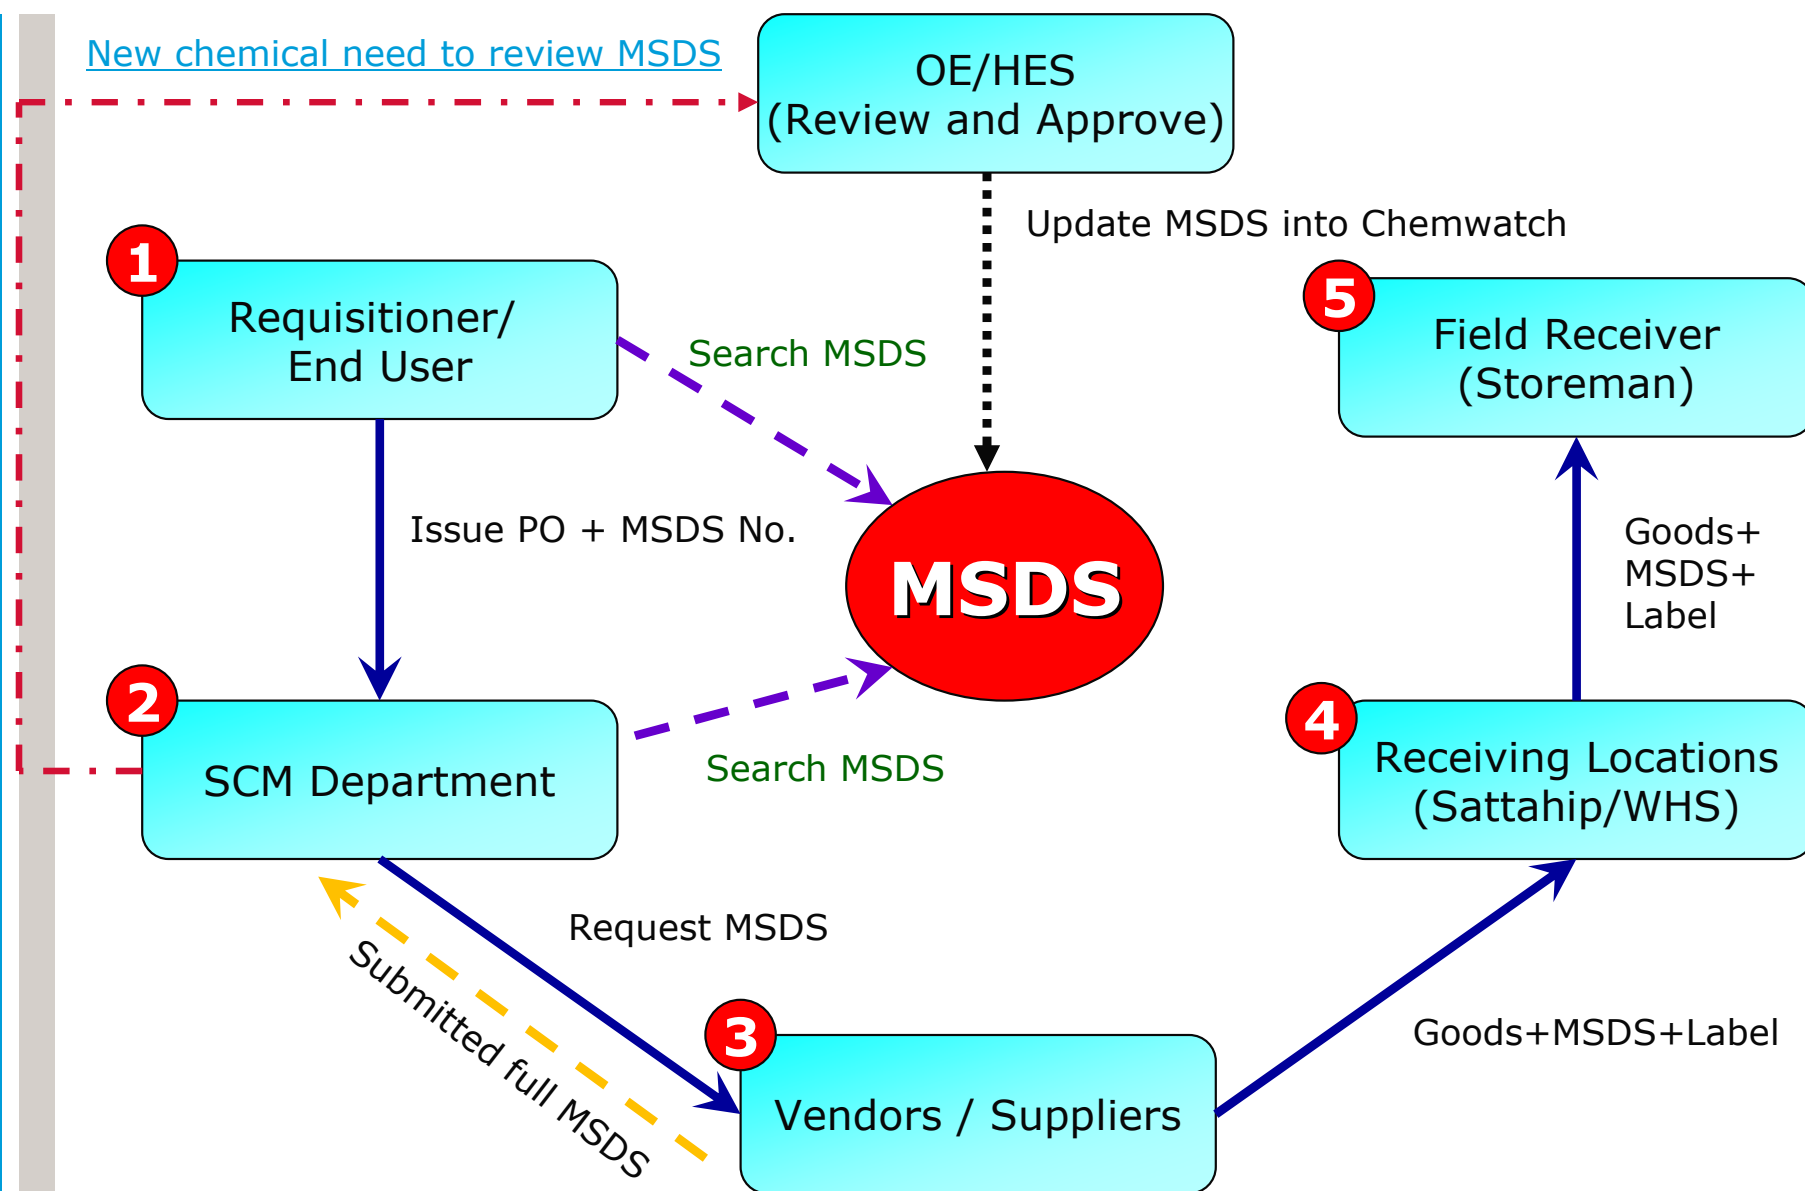 New chemical need to review MSDS
OE/HES
(Review and Approve)
Update MSDS into Chemwatch
1
Requisitioner/
End User
Search MSDS
5
Field Receiver
(Storeman)
Issue PO + MSDS No.
MSDS
Goods+
MSDS+
Label
2
SCM Department
Search MSDS
4
Receiving Locations
(Sattahip/WHS)
Request MSDS
Submitted full MSDS
3
Vendors / Suppliers
Goods+MSDS+Label